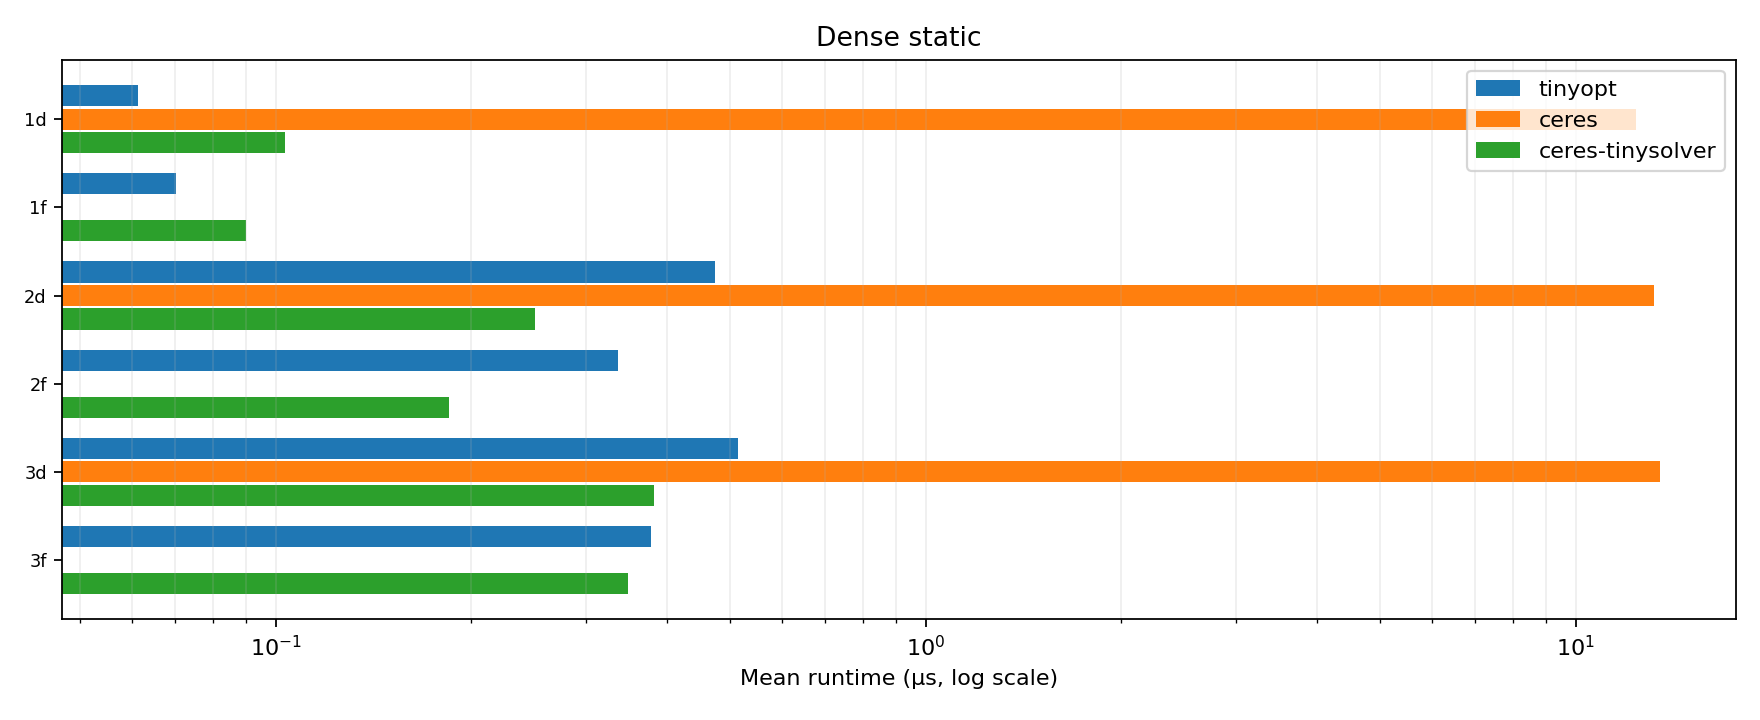 Dense static
tinyopt
ceres
ceres-tinysolver
1d
1f
2d
2f
3d
3f
10⁻¹
10⁰
10¹
Mean runtime (µs, log scale)